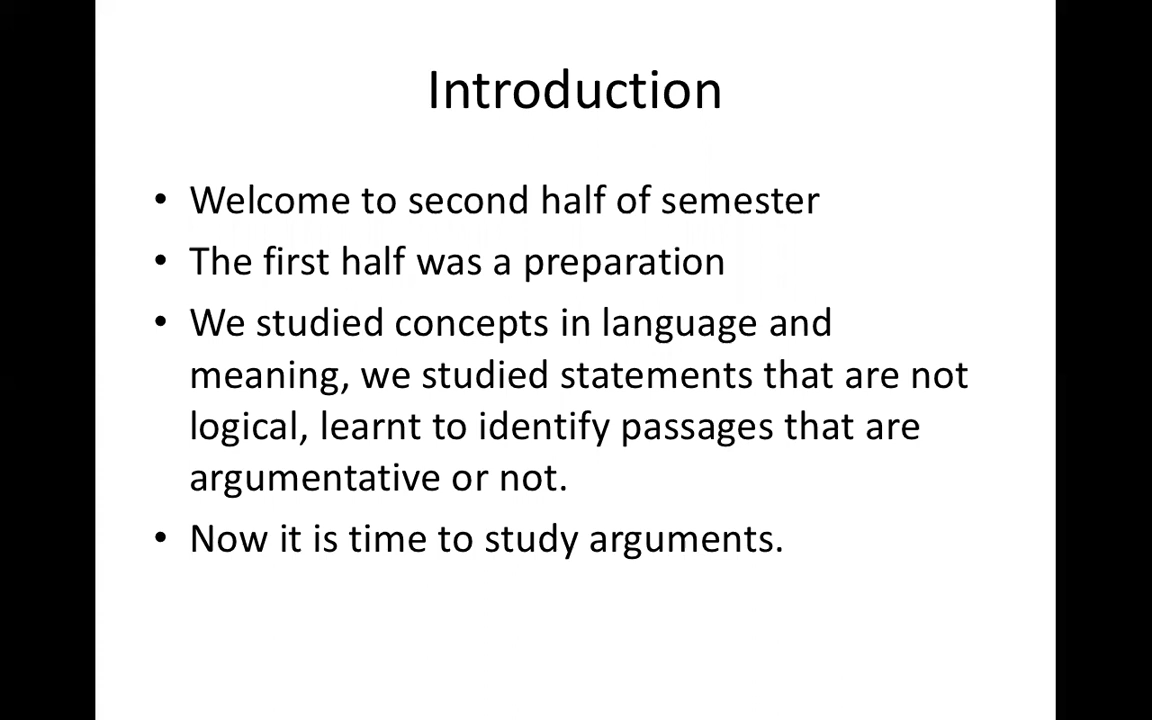 Introduction
• Welcome to second half of semester
• The first half was a preparation
• We studied concepts in language and
meaning, we studied statements that are not
logical, learnt to identify passages that are
argumentative or not.
• Now it is time to study arguments.